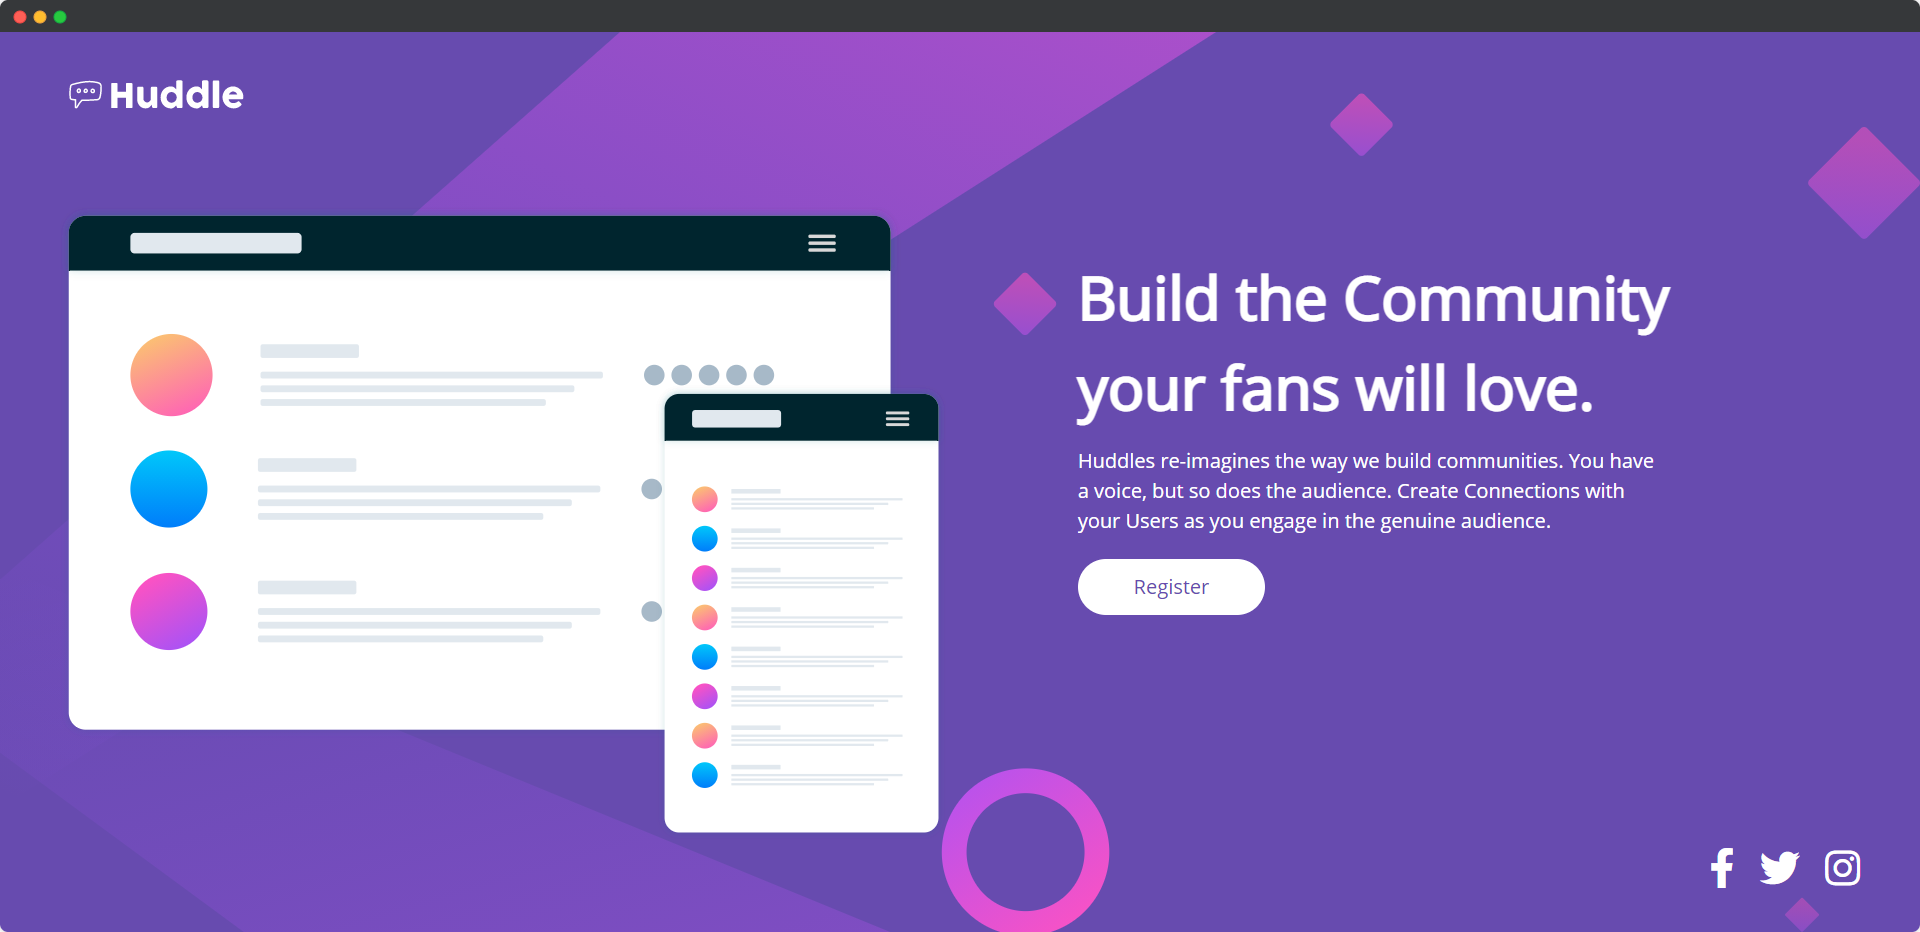 Huddle
Build the Community
your fans will love.
Huddles re-imagines the way we build communities. You have
a voice, but so does the audience. Create Connections with
your Users as you engage in the genuine audience.
Register